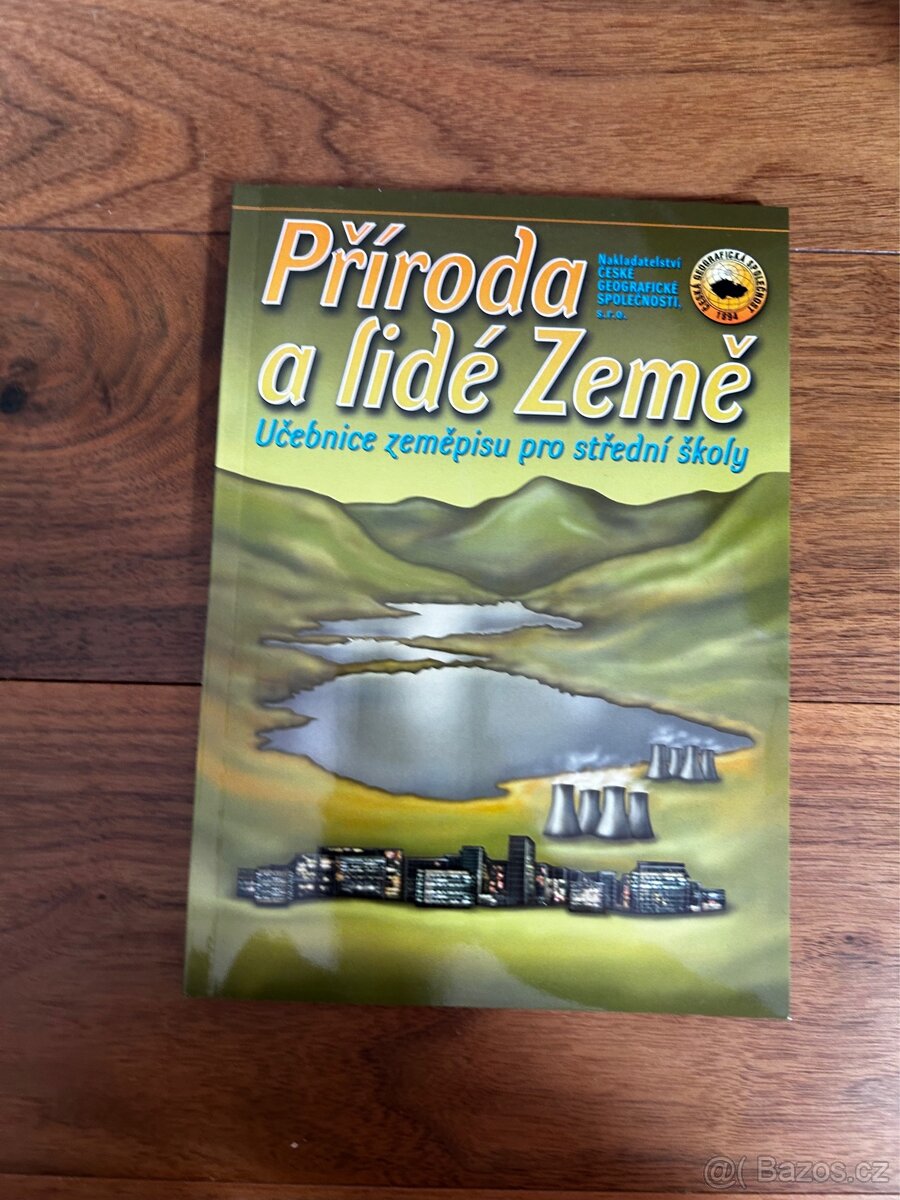 Příroda
a lidé Země
Nakladatelství
ČESKÉ
GEOGRAFICKÉ
SPOLEČNOSTI,
s.r.o.
ČESKÁ GEOGRAFICKÁ SPOLEČNOST
1894
Učebnice zeměpisu pro střední školy
@( Bazos.cz